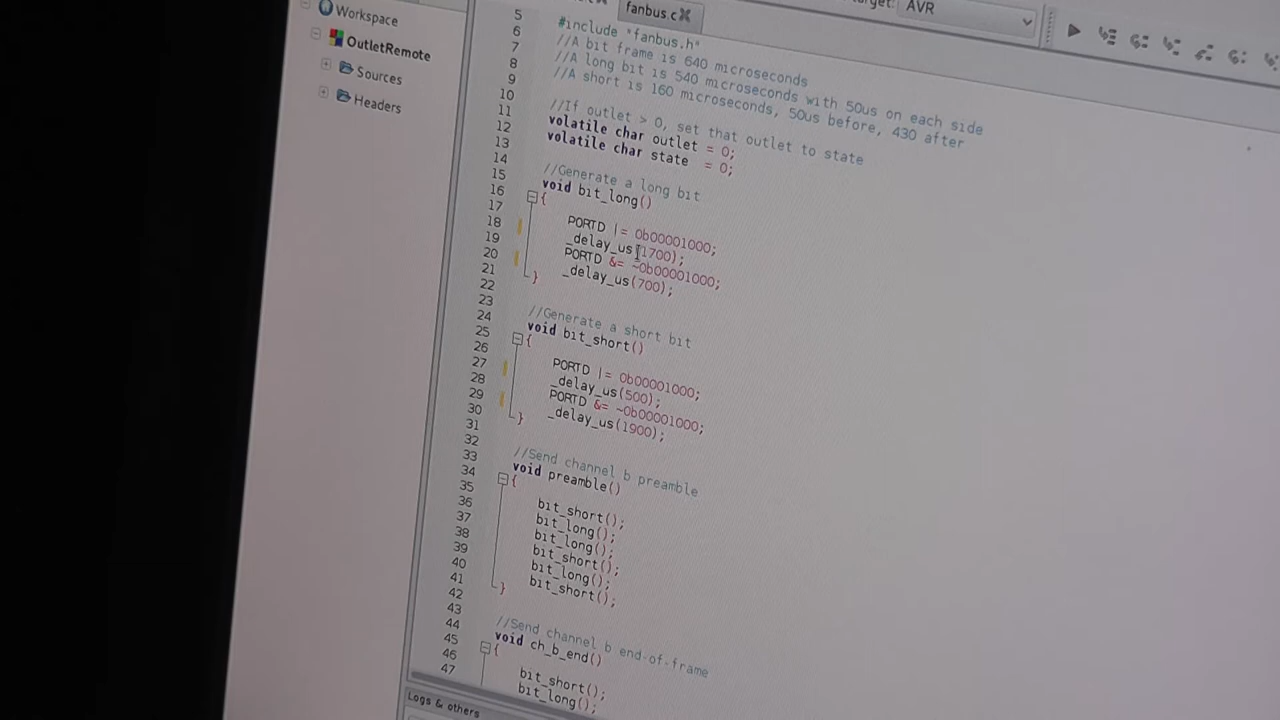 Target: AVR
fanbus.c
Workspace
OutletRemote
Sources
Headers
5
6 #include "fanbus.h"
7 //A bit frame is 640 microseconds
8 //A long bit is 540 microseconds with 50us on each side
9 //A short is 160 microseconds, 50us before, 430 after
10
11 //If outlet > 0, set that outlet to state
12 volatile char outlet = 0;
13 volatile char state = 0;
14
15 //Generate a long bit
16 void bit_long()
17 {
18 PORTD |= 0b00001000;
19 _delay_us(1700);
20 PORTD &= ~0b00001000;
21 _delay_us(700);
22 }
23
24 //Generate a short bit
25 void bit_short()
26 {
27 PORTD |= 0b00001000;
28 _delay_us(500);
29 PORTD &= ~0b00001000;
30 _delay_us(1900);
31 }
32
33 //Send channel b preamble
34 void preamble()
35 {
36 bit_short();
37 bit_long();
38 bit_long();
39 bit_short();
40 bit_long();
41 bit_short();
42 }
43
44 //Send channel b end-of-frame
45 void ch_b_end()
46 {
47 bit_short();
bit_long();
Logs & others